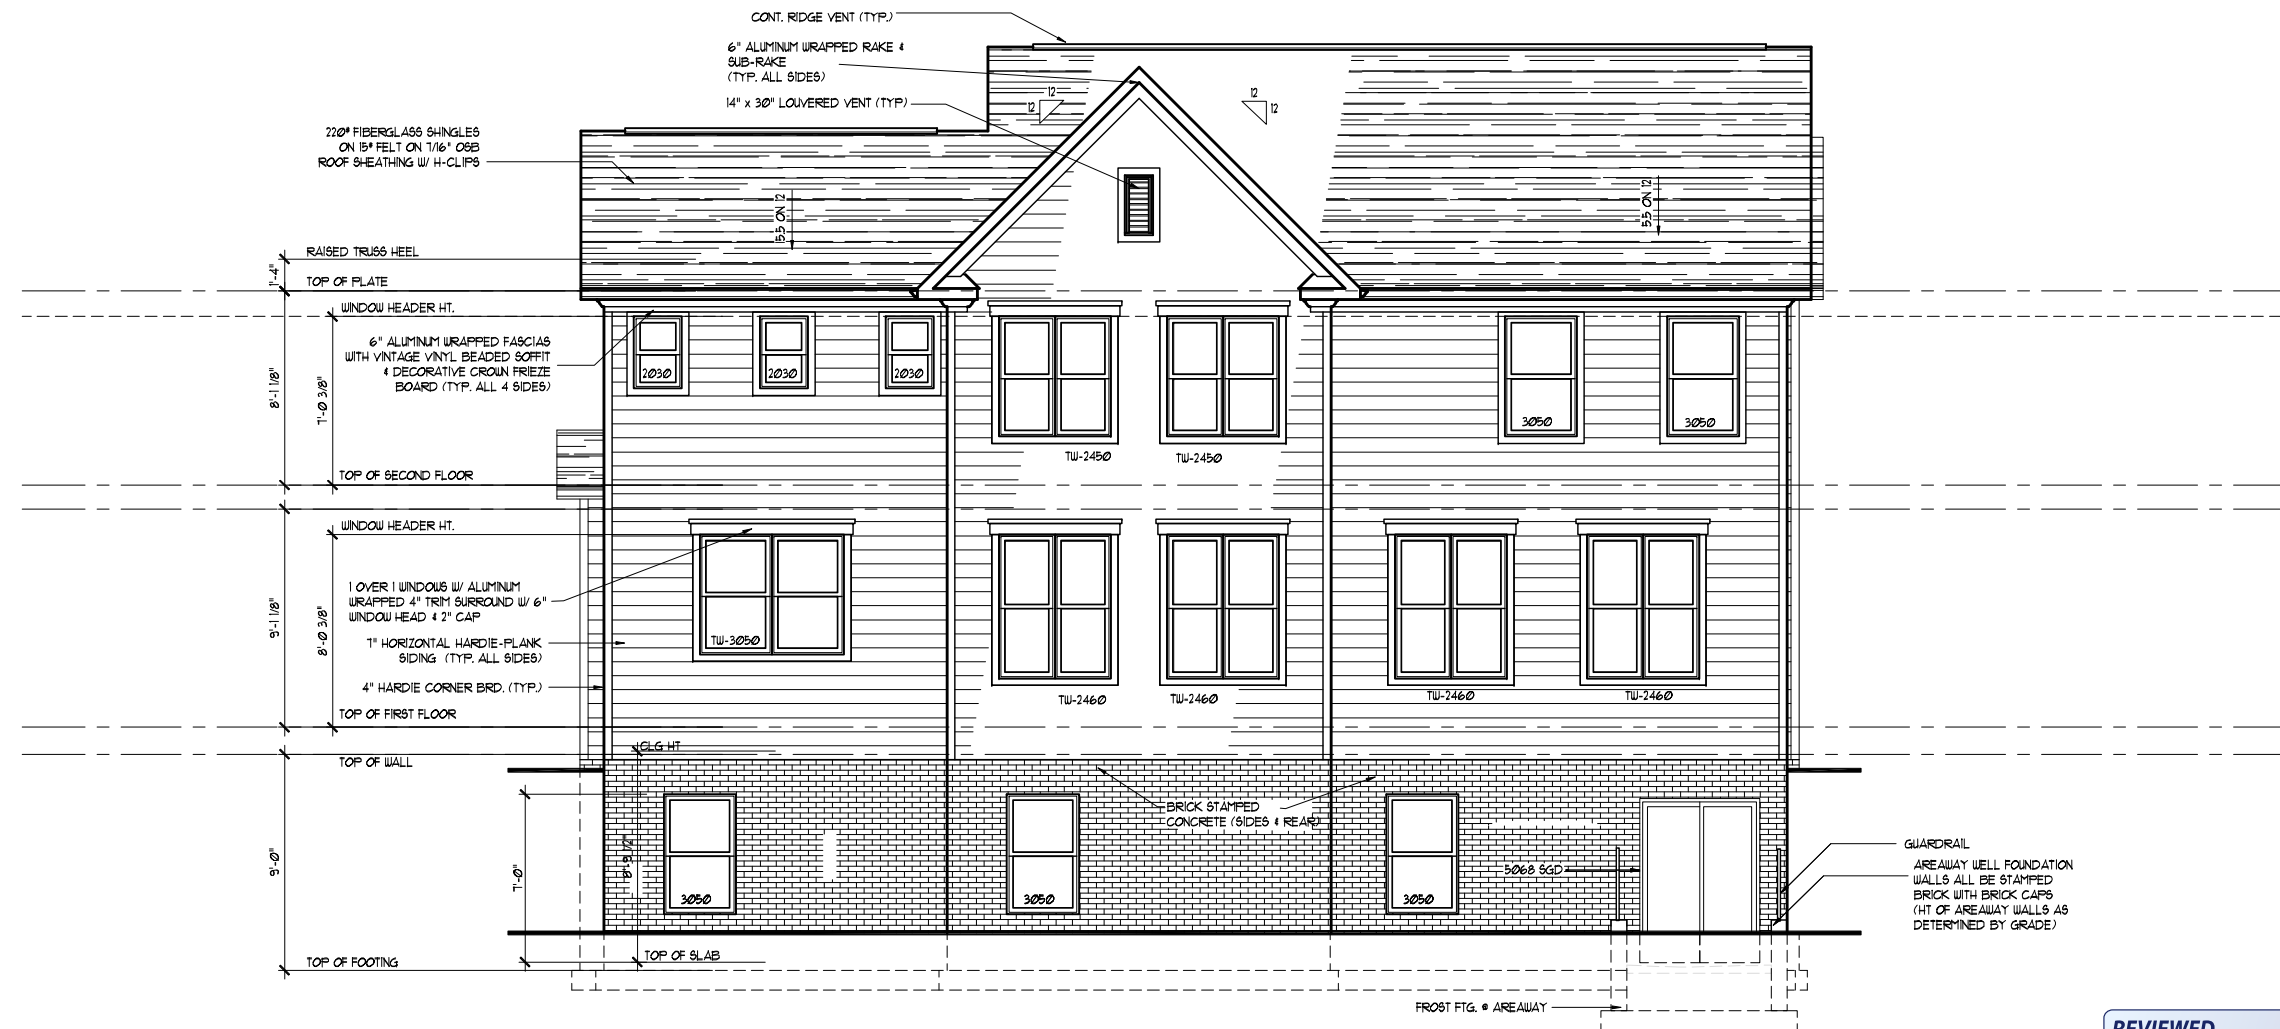 CONT. RIDGE VENT (TYP.)
6" ALUMINUM WRAPPED RAKE &
SUB-RAKE
(TYP. ALL SIDES)
14" x 30" LOUVERED VENT (TYP)
12
12
12
12
220# FIBERGLASS SHINGLES
ON 15# FELT ON 7/16" OSB
ROOF SHEATHING W/ H-CLIPS
5.5 ON 12
5.5 ON 12
RAISED TRUSS HEEL
1'-4"
TOP OF PLATE
WINDOW HEADER HT.
6" ALUMINUM WRAPPED FASCIAS
WITH VINTAGE VINYL BEADED SOFFIT
& DECORATIVE CROWN FRIEZE
BOARD (TYP. ALL 4 SIDES)
8'-1 1/8"
7'-0 3/8"
2030
2030
2030
3050
3050
TW-2450
TW-2450
TOP OF SECOND FLOOR
WINDOW HEADER HT.
1 OVER 1 WINDOWS W/ ALUMINUM
WRAPPED 4" TRIM SURROUND W/ 6"
WINDOW HEAD & 2" CAP
9'-1 1/8"
8'-0 3/8"
7" HORIZONTAL HARDIE-PLANK
SIDING (TYP. ALL SIDES)
TW-3050
4" HARDIE CORNER BRD. (TYP.)
TW-2460
TW-2460
TW-2460
TW-2460
TOP OF FIRST FLOOR
CLG HT
TOP OF WALL
BRICK STAMPED
CONCRETE (SIDES & REAR)
9'-0"
7'-0"
3050
3050
3050
5068 SGD
GUARDRAIL
AREAWAY WELL FOUNDATION
WALLS ALL BE STAMPED
BRICK WITH BRICK CAPS
(HT OF AREAWAY WALLS AS
DETERMINED BY GRADE)
TOP OF SLAB
TOP OF FOOTING
FROST FTG. @ AREAWAY
REVIEWED